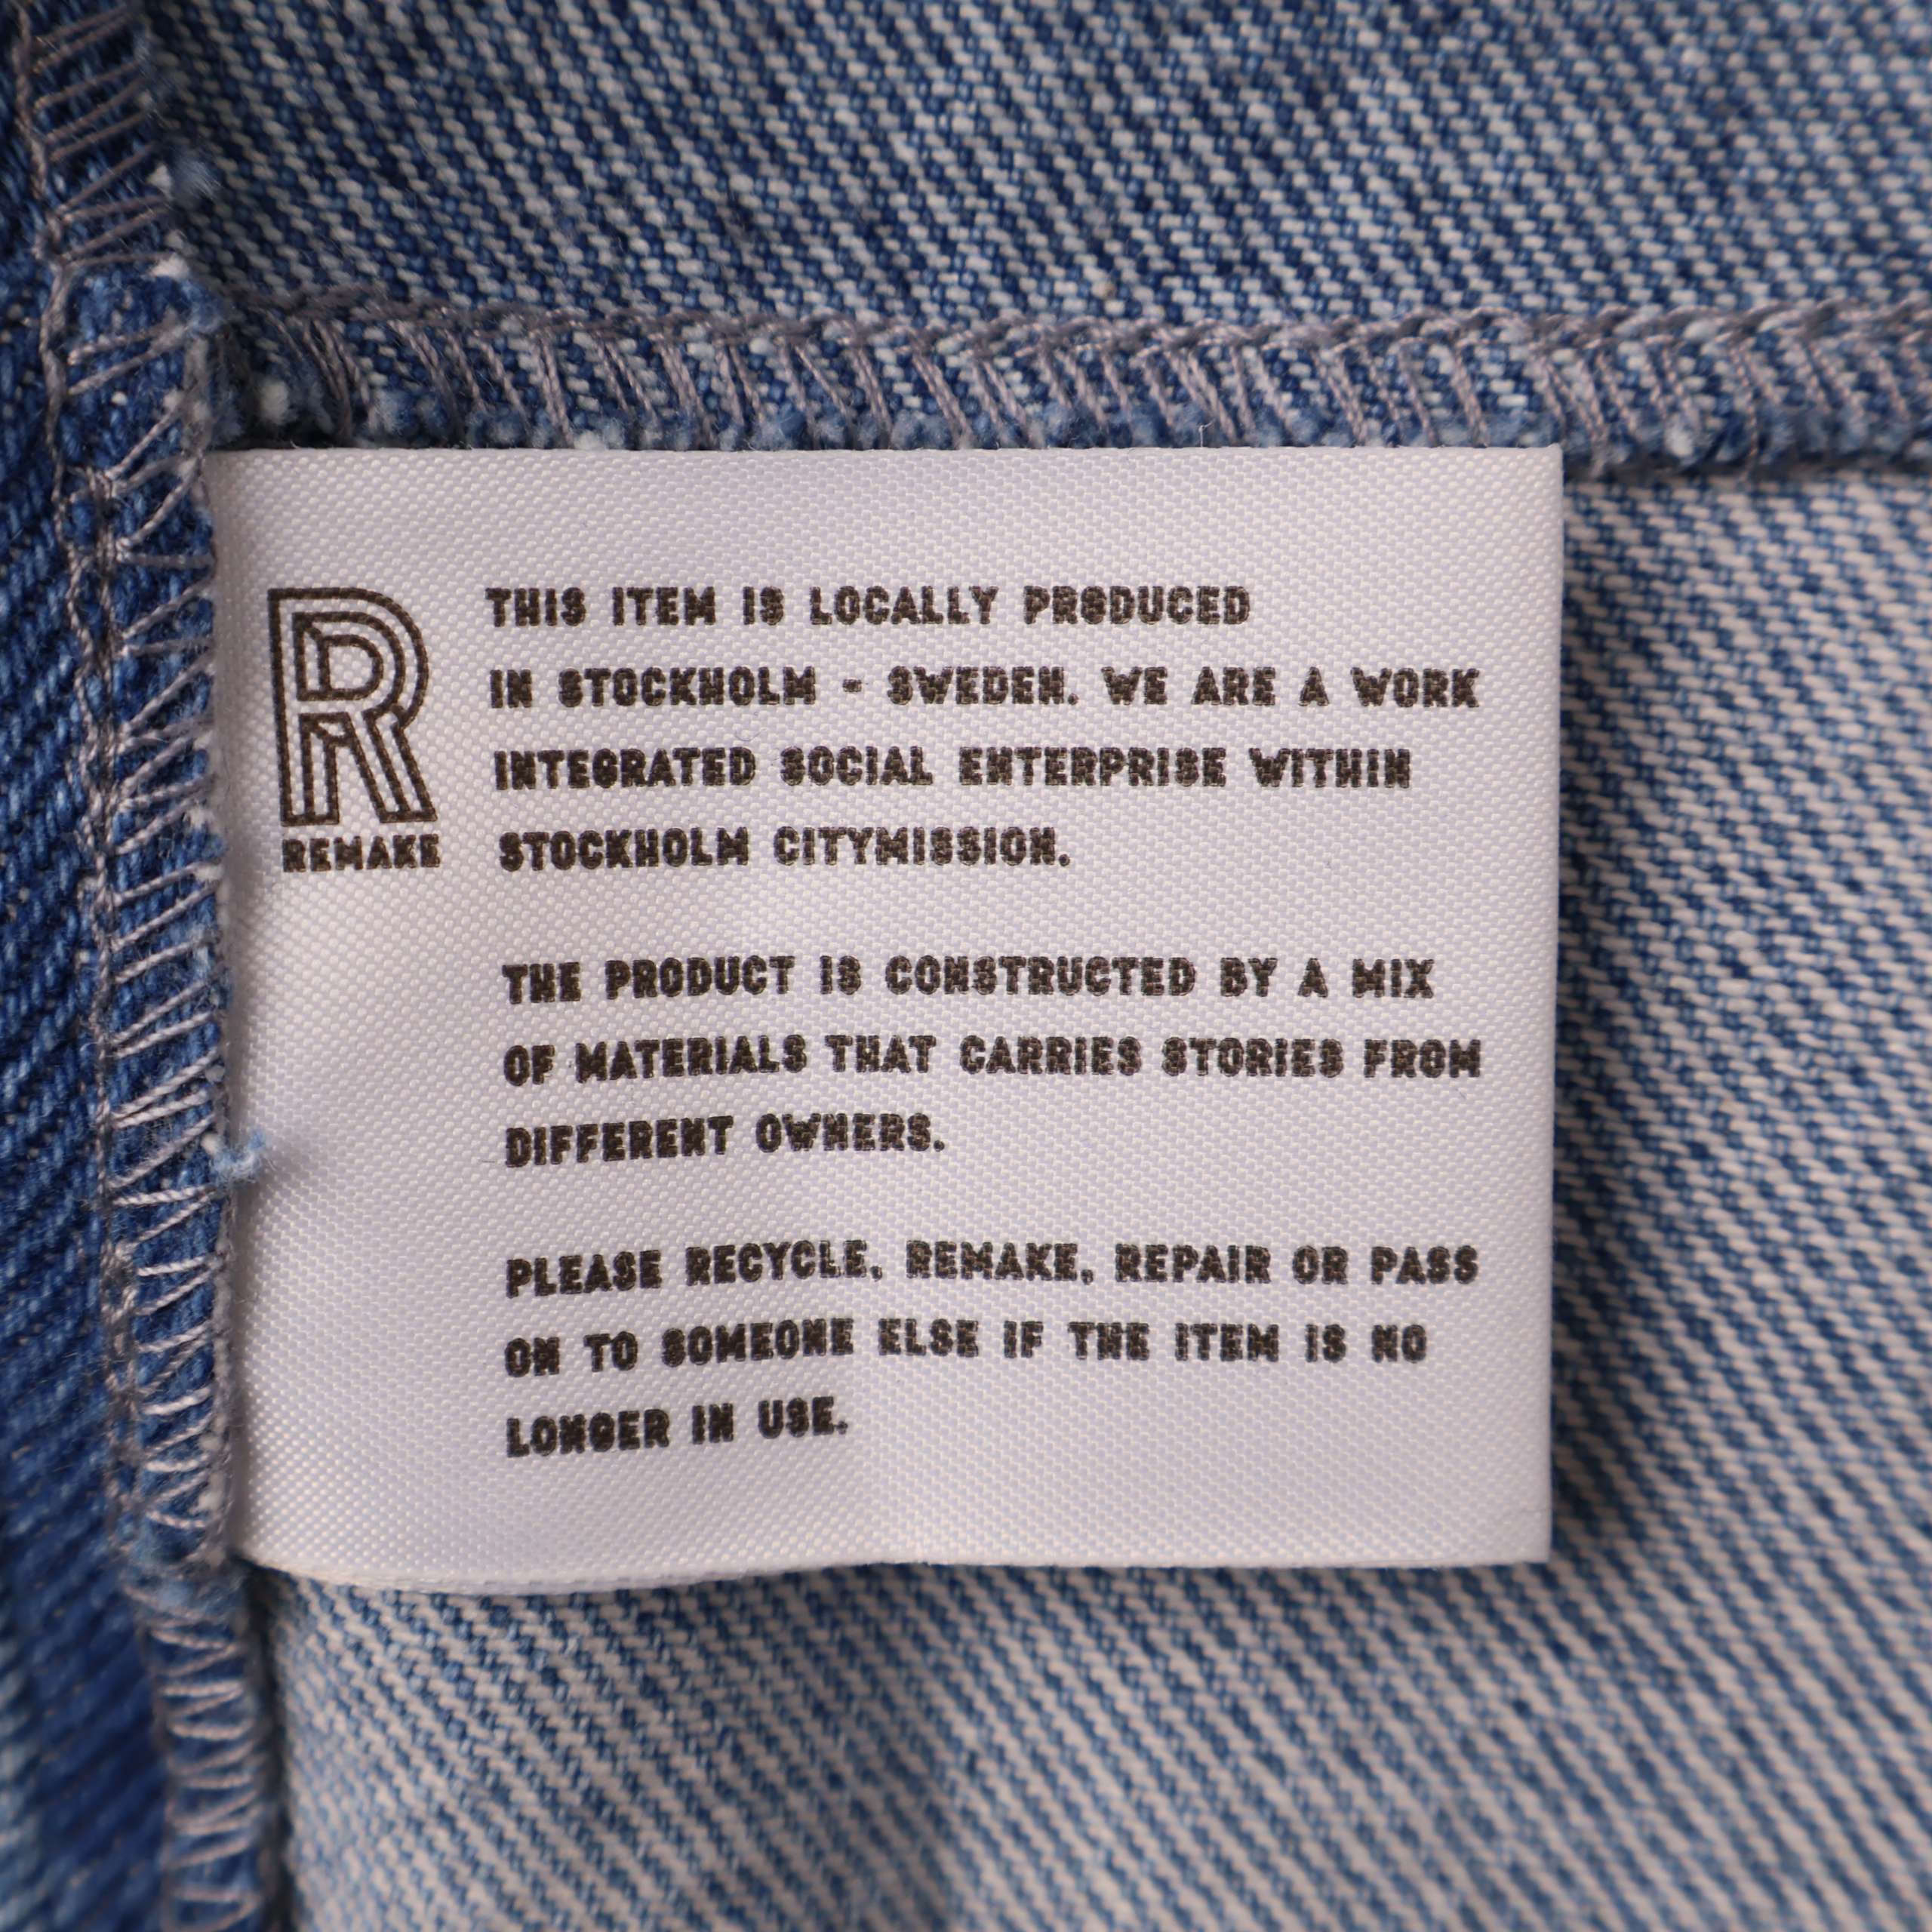 R
REMAKE
THIS ITEM IS LOCALLY PRODUCED
IN STOCKHOLM - SWEDEN. WE ARE A WORK
INTEGRATED SOCIAL ENTERPRISE WITHIN
STOCKHOLM CITYMISSION.
THE PRODUCT IS CONSTRUCTED BY A MIX
OF MATERIALS THAT CARRIES STORIES FROM
DIFFERENT OWNERS.
PLEASE RECYCLE, REMAKE, REPAIR OR PASS
ON TO SOMEONE ELSE IF THE ITEM IS NO
LONGER IN USE.